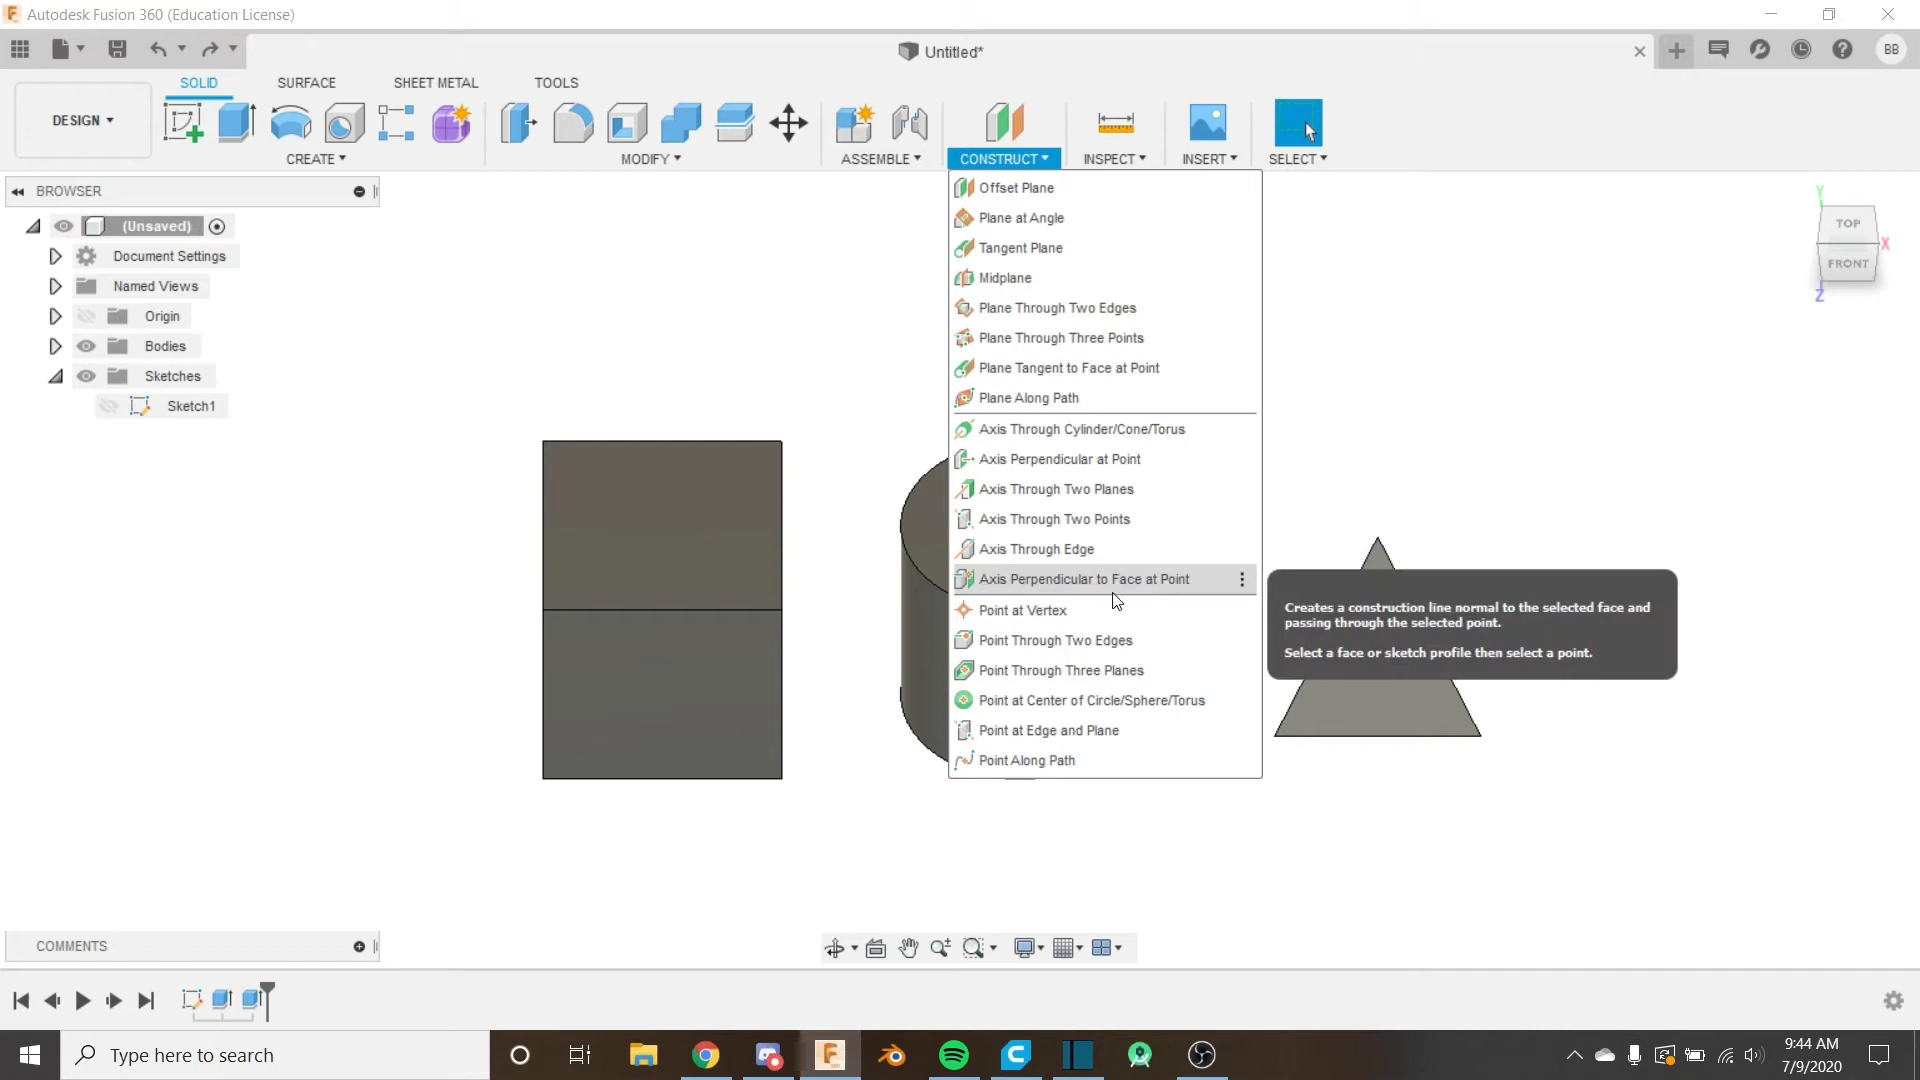 Autodesk Fusion 360 (Education License)
Untitled*
BB
SOLID
SURFACE
SHEET METAL
TOOLS
DESIGN
CREATE
MODIFY
ASSEMBLE
CONSTRUCT
INSPECT
INSERT
SELECT
BROWSER
(Unsaved)
Document Settings
Named Views
Origin
Bodies
Sketches
Sketch1
Offset Plane
Plane at Angle
Tangent Plane
Midplane
Plane Through Two Edges
Plane Through Three Points
Plane Tangent to Face at Point
Plane Along Path
Axis Through Cylinder/Cone/Torus
Axis Perpendicular at Point
Axis Through Two Planes
Axis Through Two Points
Axis Through Edge
Axis Perpendicular to Face at Point
Point at Vertex
Point Through Two Edges
Point Through Three Planes
Point at Center of Circle/Sphere/Torus
Point at Edge and Plane
Point Along Path
Creates a construction line normal to the selected face and
passing through the selected point.
Select a face or sketch profile then select a point.
Y
TOP
X
FRONT
Z
COMMENTS
Type here to search
9:44 AM
7/9/2020